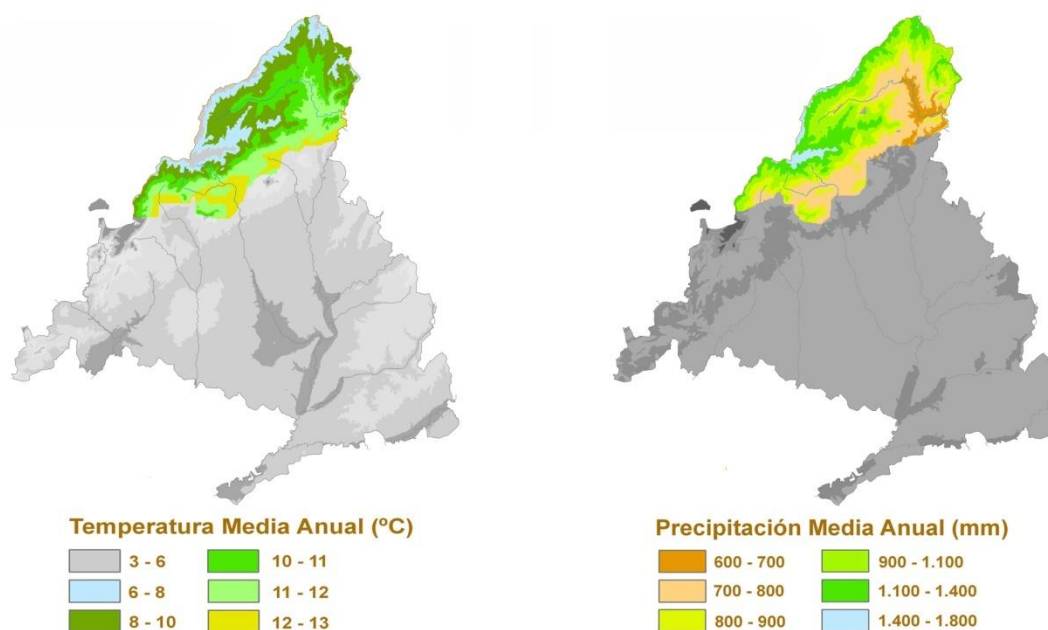 Temperatura Media Anual (ºC)
3 - 6
10 - 11
6 - 8
11 - 12
8 - 10
12 - 13
Precipitación Media Anual (mm)
600 - 700
900 - 1.100
700 - 800
1.100 - 1.400
800 - 900
1.400 - 1.800